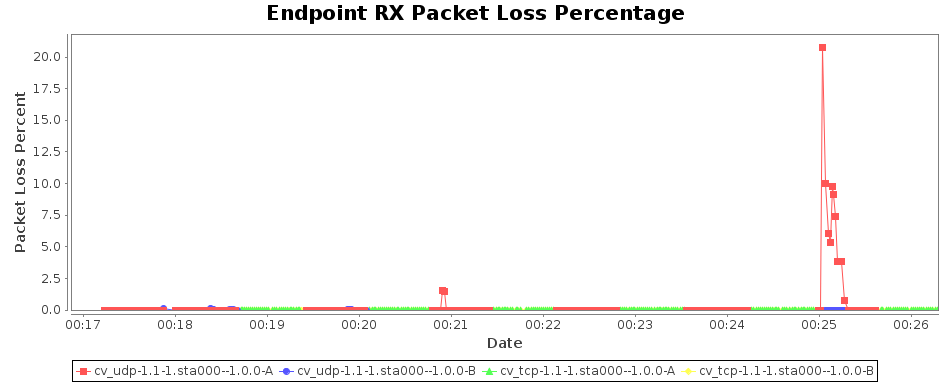 Endpoint RX Packet Loss Percentage
Packet Loss Percent
20.0
17.5
15.0
12.5
10.0
7.5
5.0
2.5
0.0
00:17 00:18 00:19 00:20 00:21 00:22 00:23 00:24 00:25 00:26
Date
cv_udp-1.1-1.sta000--1.0.0-A cv_udp-1.1-1.sta000--1.0.0-B cv_tcp-1.1-1.sta000--1.0.0-A cv_tcp-1.1-1.sta000--1.0.0-B